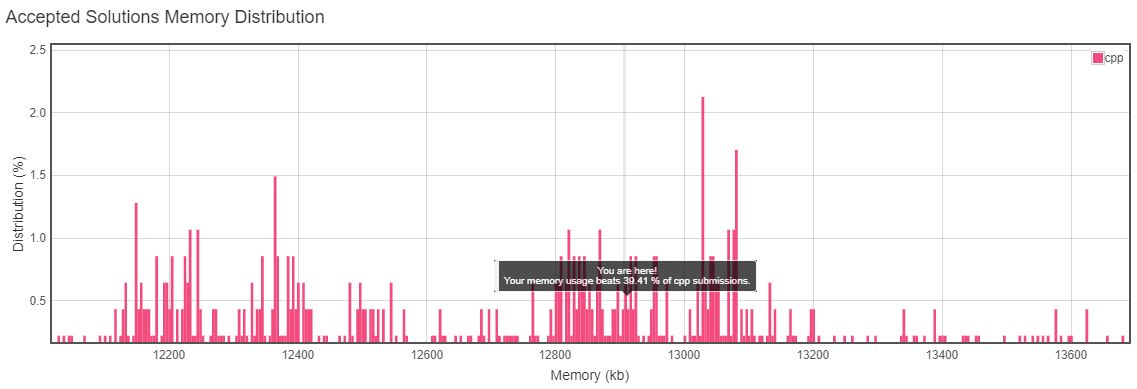 Accepted Solutions Memory Distribution
2.5
cpp
2.0
1.5
1.0
0.5
Distribution (%)
You are here!
Your memory usage beats 39.41 % of cpp submissions.
12200 12400 12600 12800 13000 13200 13400 13600
Memory (kb)